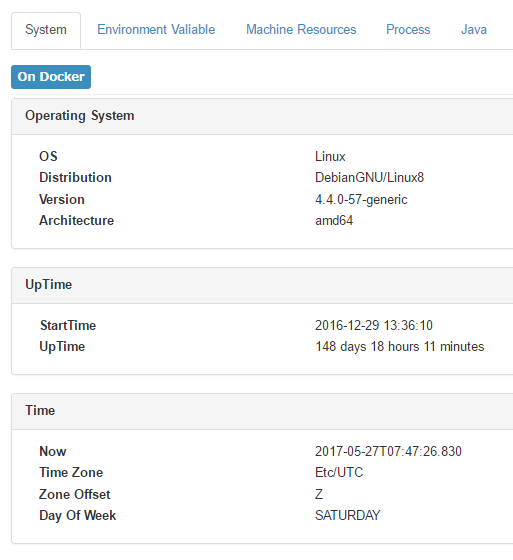 System Environment Valiable Machine Resources Process Java
On Docker
Operating System
OS Linux
Distribution DebianGNU/Linux8
Version 4.4.0-57-generic
Architecture amd64
UpTime
StartTime 2016-12-29 13:36:10
UpTime 148 days 18 hours 11 minutes
Time
Now 2017-05-27T07:47:26.830
Time Zone Etc/UTC
Zone Offset Z
Day Of Week SATURDAY